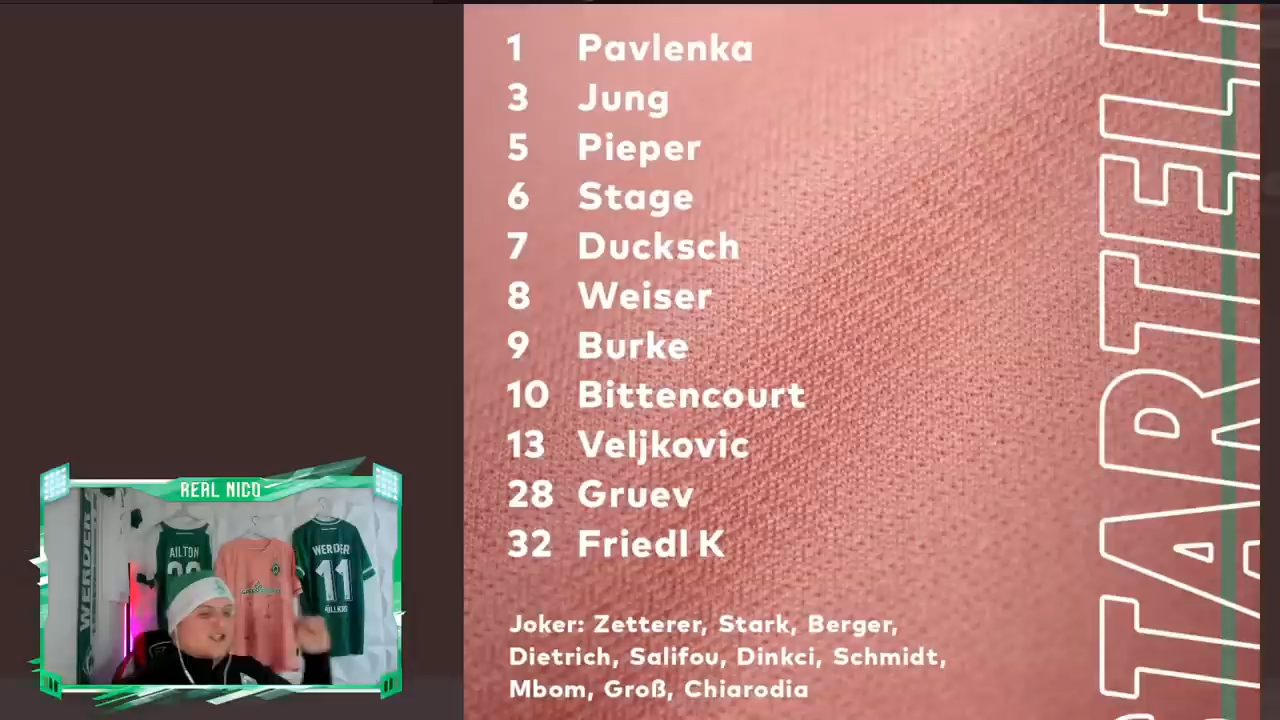 1 Pavlenka
3 Jung
5 Pieper
6 Stage
7 Ducksch
8 Weiser
9 Burke
10 Bittencourt
13 Veljkovic
28 Gruev
32 Friedl K
Joker: Zetterer, Stark, Berger,
Dietrich, Salifou, Dinkci, Schmidt,
Mbom, Groß, Chiarodia
STARTELF
REAL NICO
WERDER
AILTON
WERDER
11